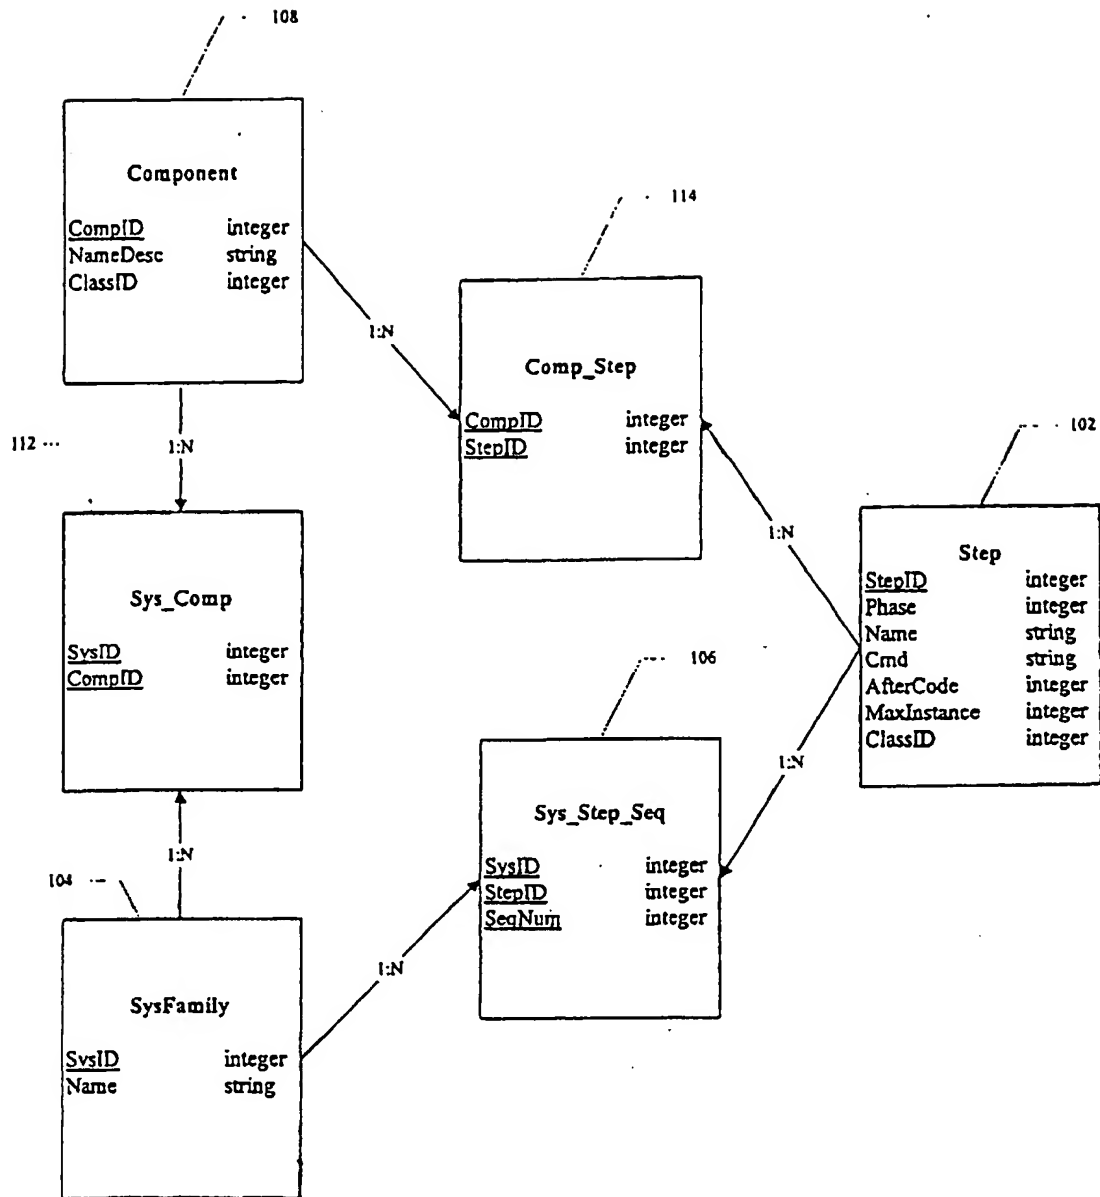 108
Component
CompID integer
NameDesc string
ClassID integer
114
1:N
Comp_Step
CompID integer
StepID integer
112
1:N
102
Step
StepID integer
Phase integer
Name string
Cmd string
AfterCode integer
MaxInstance integer
ClassID integer
1:N
Sys_Comp
SysID integer
CompID integer
106
1:N
Sys_Step_Seq
SysID integer
StepID integer
SeqNum integer
1:N
104
1:N
SysFamily
SysID integer
Name string